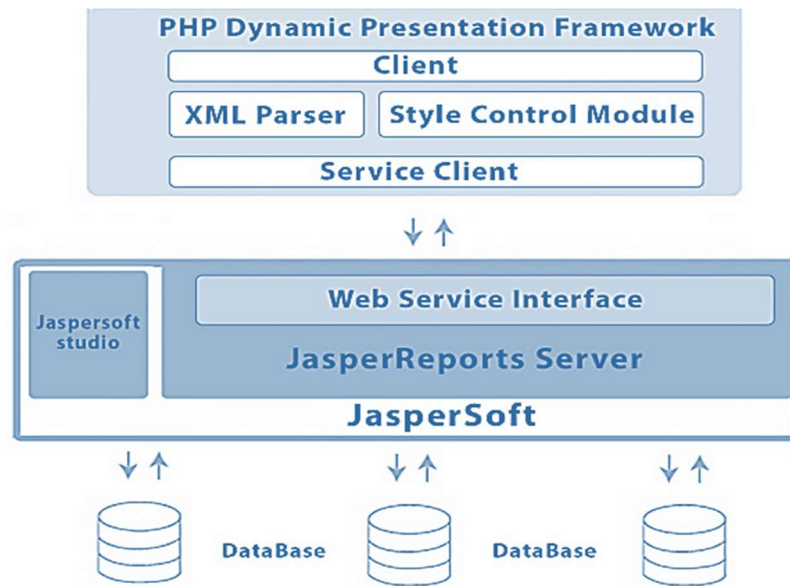 PHP Dynamic Presentation Framework
Client
XML Parser
Style Control Module
Service Client
Web Service Interface
Jaspersoft
studio
JasperReports Server
JasperSoft
DataBase
DataBase